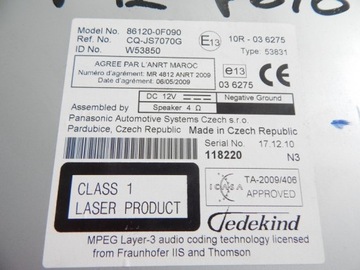 Model No. 86120-0F090
Ref. No. CQ-JS7070G
ID No. W53850
E13
10R - 03 6275
Type: 53831
AGREE PAR L'ANRT MAROC
Numéro d'agrément: MR 4812 ANRT 2009
Date d'agrément: 06/05/2009
e13
03 6275
CE
DC 12V
Negative Ground
Speaker 4 Ω
Assembled by
Panasonic Automotive Systems Czech s.r.o.
Pardubice, Czech Republic
Made in Czech Republic
Serial No. 17.12.10
118220 N3
CLASS 1
LASER PRODUCT
ICASA
TA-2009/406
APPROVED
Jedekind
MPEG Layer-3 audio coding technology licensed
from Fraunhofer IIS and Thomson